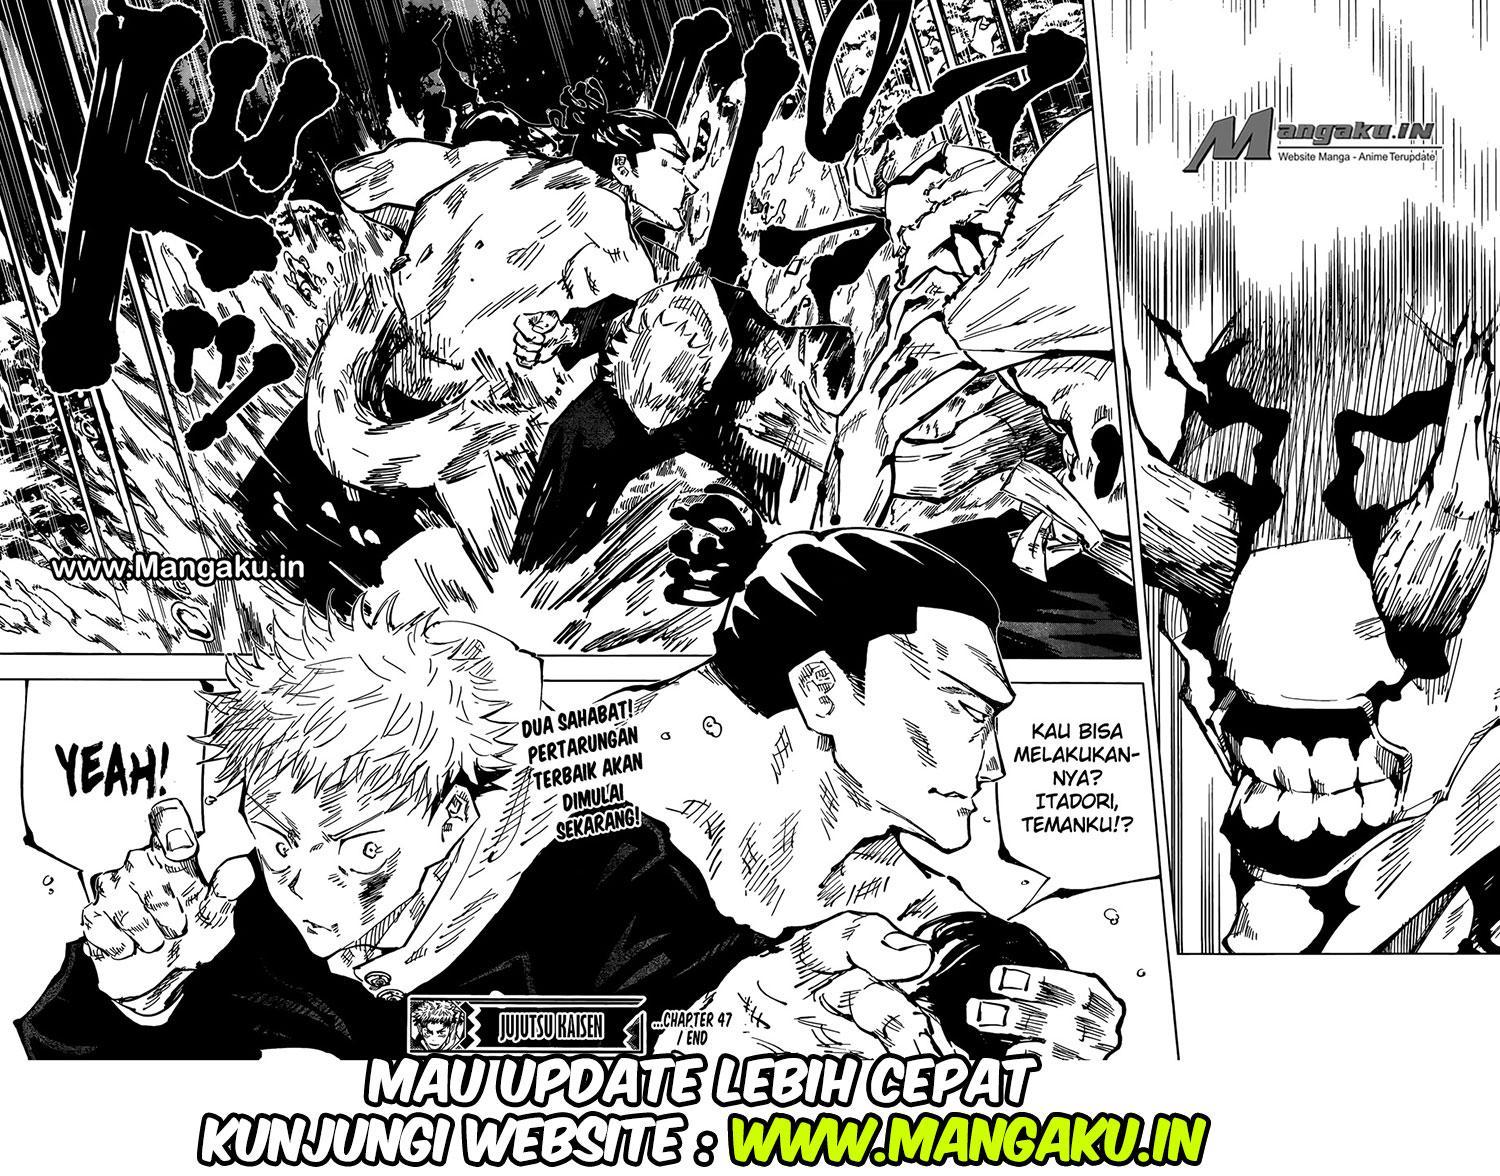 Mangaku.IN
Website Manga - Anime Terupdate
www.Mangaku.in
KAU BISA
MELAKUKAN-
NYA?
ITADORI,
TEMANKU!?
DUA SAHABAT!
PERTARUNGAN
TERBAIK AKAN
DIMULAI
SEKARANG!
YEAH!
JUJUTSU KAISEN
...CHAPTER 47
/ END
MAU UPDATE LEBIH CEPAT
KUNJUNGI WEBSITE : WWW.MANGAKU.IN